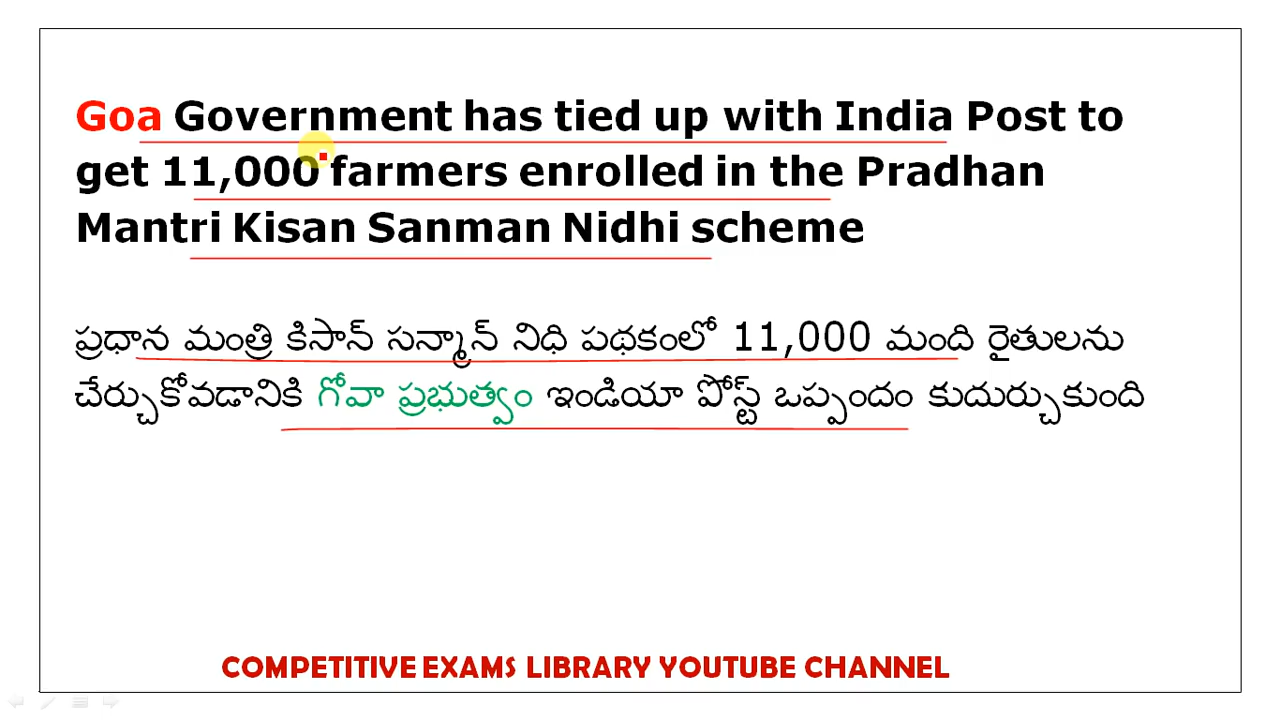 Goa Government has tied up with India Post to
get 11,000 farmers enrolled in the Pradhan
Mantri Kisan Sanman Nidhi scheme
ప్రధాన మంత్రి కిసాన్ సన్మాన్ నిధి పథకంలో 11,000 మంది రైతులను
చేర్చుకోవడానికి గోవా ప్రభుత్వం ఇండియా పోస్ట్ ఒప్పందం కుదుర్చుకుంది
COMPETITIVE EXAMS LIBRARY YOUTUBE CHANNEL